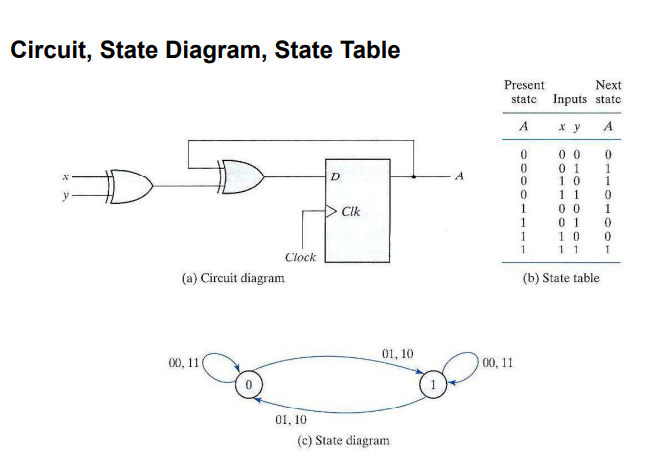 Circuit, State Diagram, State Table
Present Next
state Inputs state
A x y A
0 0 0 0
0 0 1 1
0 1 0 1
0 1 1 0
1 0 0 1
1 0 1 0
1 1 0 0
1 1 1 1
(b) State table
x
y
D
A
Clk
Clock
(a) Circuit diagram
00, 11
01, 10
00, 11
0
1
01, 10
(c) State diagram